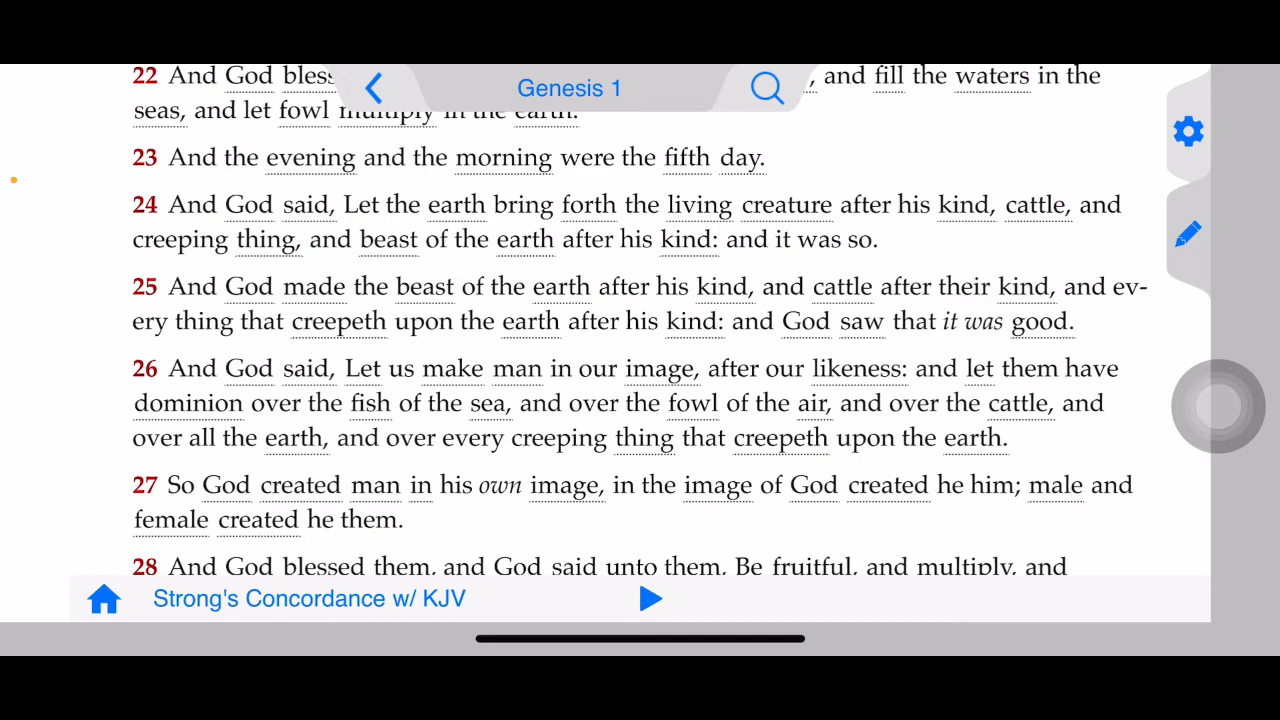 22 And God bless , and fill the waters in the
Genesis 1
seas, and let fowl multiply in the earth.
23 And the evening and the morning were the fifth day.
24 And God said, Let the earth bring forth the living creature after his kind, cattle, and
creeping thing, and beast of the earth after his kind: and it was so.
25 And God made the beast of the earth after his kind, and cattle after their kind, and ev-
ery thing that creepeth upon the earth after his kind: and God saw that it was good.
26 And God said, Let us make man in our image, after our likeness: and let them have
dominion over the fish of the sea, and over the fowl of the air, and over the cattle, and
over all the earth, and over every creeping thing that creepeth upon the earth.
27 So God created man in his own image, in the image of God created he him; male and
female created he them.
28 And God blessed them, and God said unto them, Be fruitful, and multiply, and
Strong's Concordance w/ KJV